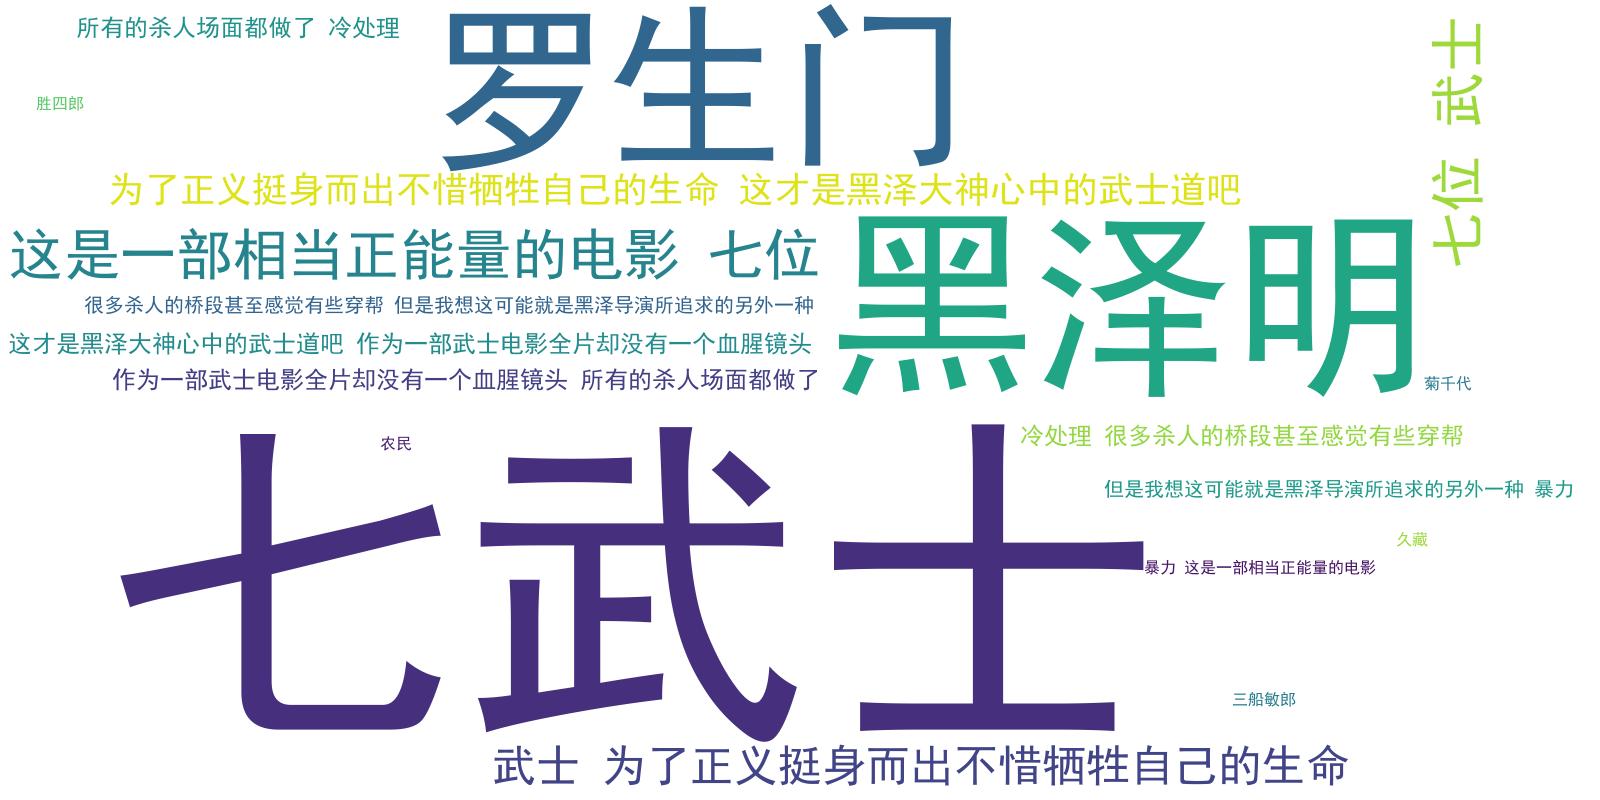 所有的杀人场面都做了 冷处理
罗生门
七位 武士
胜四郎
为了正义挺身而出不惜牺牲自己的生命 这才是黑泽大神心中的武士道吧
这是一部相当正能量的电影 七位
黑泽明
很多杀人的桥段甚至感觉有些穿帮 但是我想这可能就是黑泽导演所追求的另外一种
这才是黑泽大神心中的武士道吧 作为一部武士电影全片却没有一个血腥镜头
作为一部武士电影全片却没有一个血腥镜头 所有的杀人场面都做了
菊千代
七武士
农民
冷处理 很多杀人的桥段甚至感觉有些穿帮
但是我想这可能就是黑泽导演所追求的另外一种 暴力
久藏
暴力 这是一部相当正能量的电影
三船敏郎
武士 为了正义挺身而出不惜牺牲自己的生命